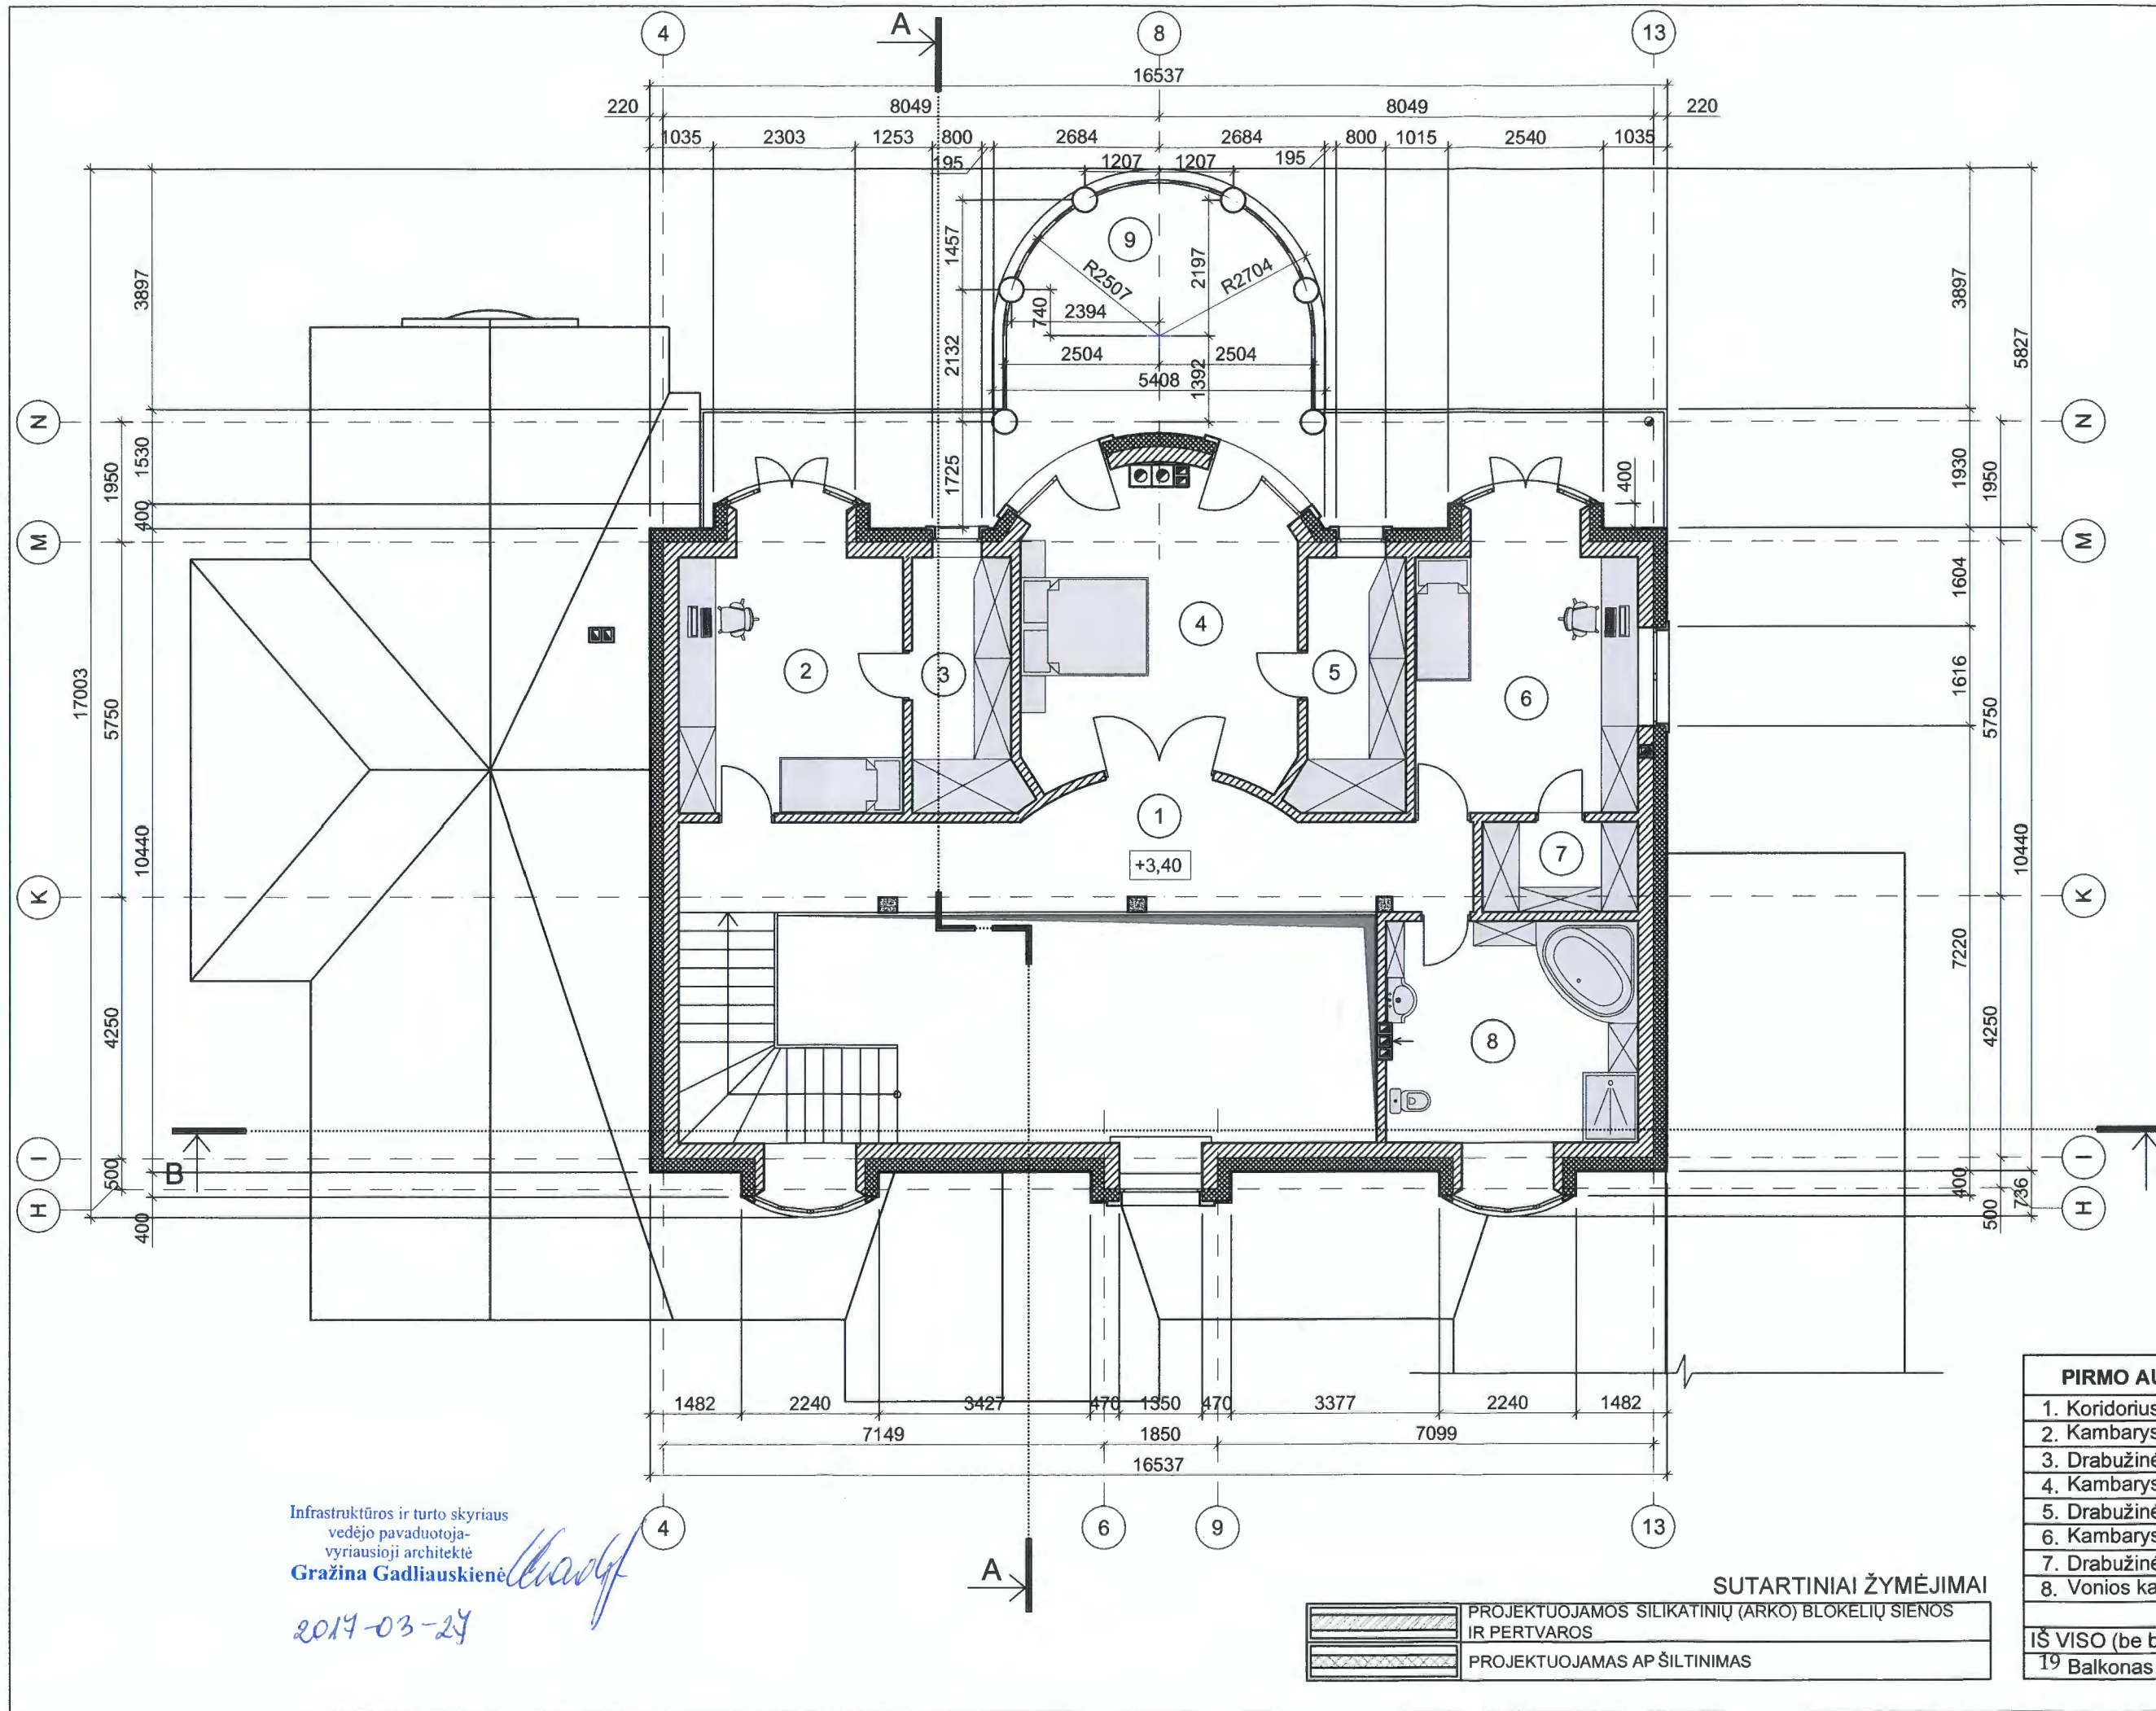 4
A
8
13
16537
220
8049
8049
220
1035
2303
1253
800
2684
2684
800
1015
2540
1035
195
1207
1207
195
9
1457
2197
R2507
R2704
740
2394
2132
2504
2504
1392
5408
1725
3897
3897
5827
N
N
19950
1530
400
400
19930
1950
M
M
1604
1616
17003
5750
5750
10440
10440
2
3
4
5
6
1
7
+3,40
K
K
7220
4250
4250
8
B
I
I
500
400
400
500
736
H
H
1482
2240
3427
470
1350
470
3377
2240
1482
7149
1850
7099
16537
4
6
9
13
A
Infrastruktūros ir turto skyriaus
vedėjo pavaduotoja-
vyriausioji architektė
Gražina Gadliauskienė
2017-03-27
SUTARTINIAI ŽYMĖJIMAI
PROJEKTUOJAMOS SILIKATINIŲ (ARKO) BLOKELIŲ SIENOS
IR PERTVAROS
PROJEKTUOJAMAS APŠILTINIMAS
PIRMO AU
1. Koridorius
2. Kambarys
3. Drabužinė
4. Kambarys
5. Drabužinė
6. Kambarys
7. Drabužinė
8. Vonios ka
IŠ VISO (be b
19 Balkonas